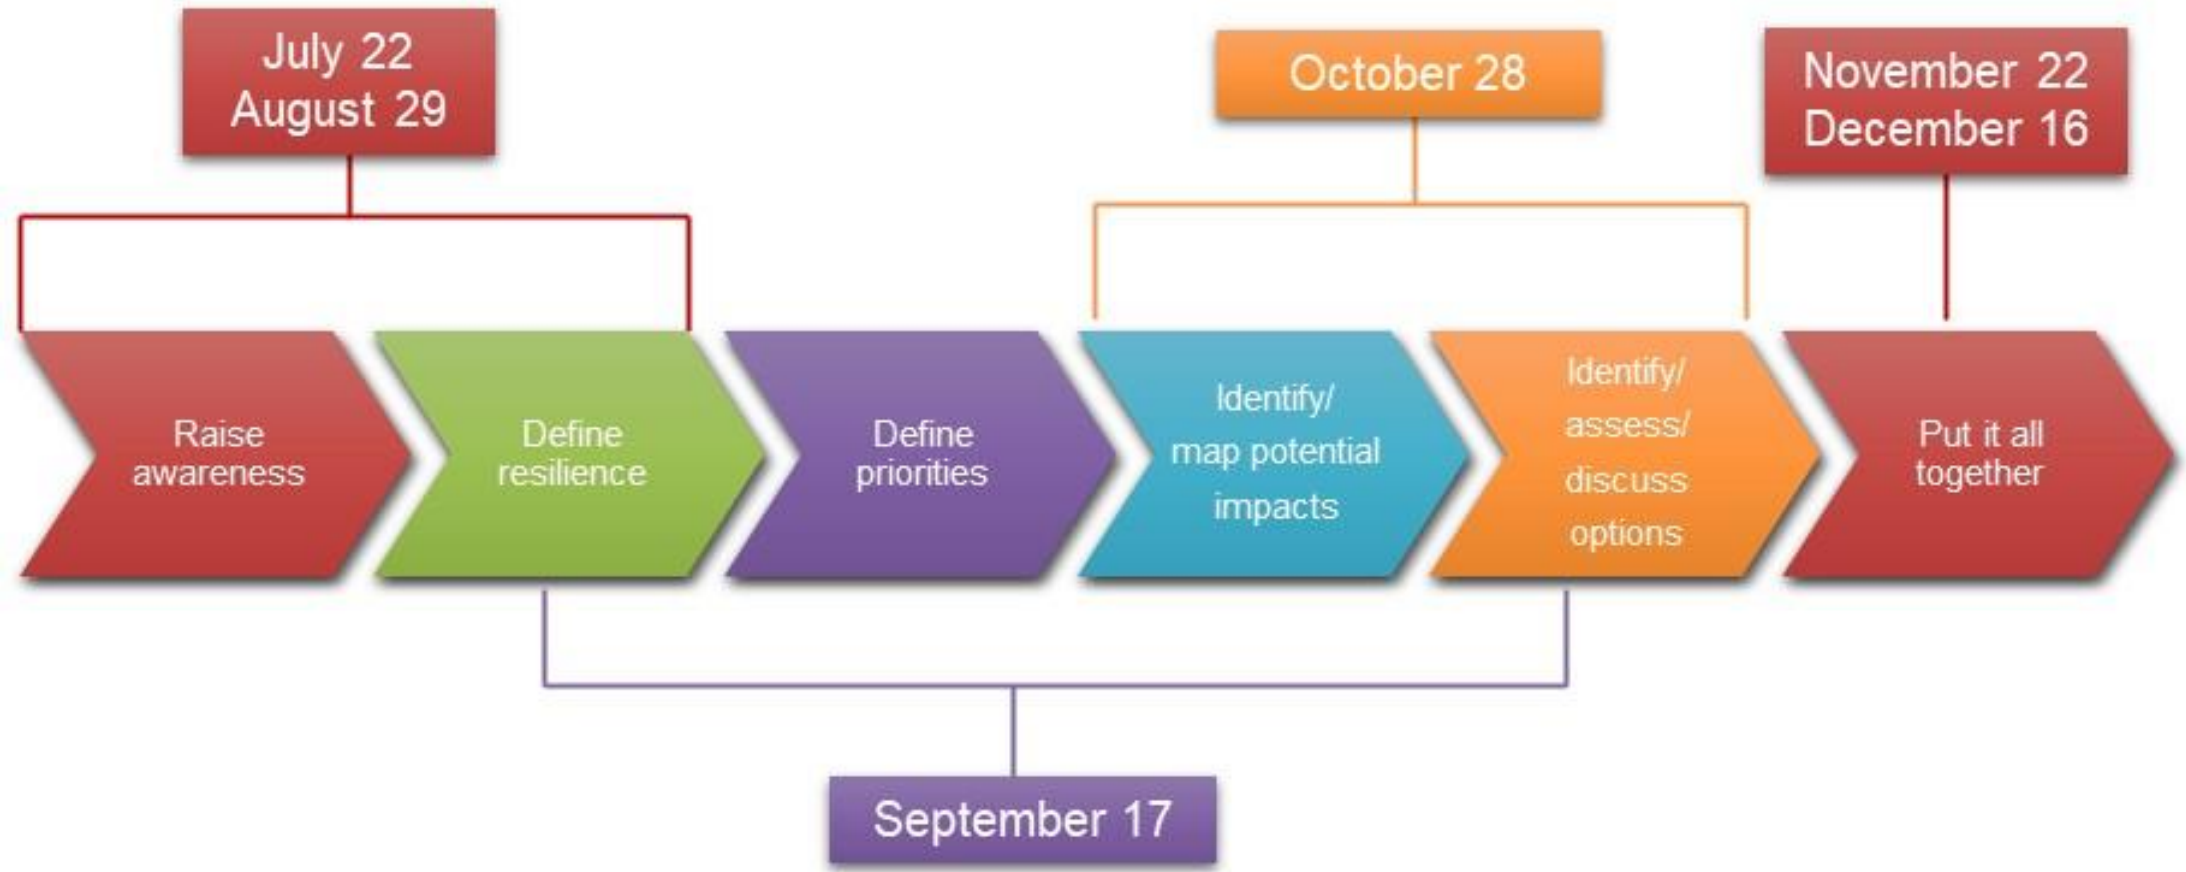 July 22
August 29
October 28
November 22
December 16
Raise
awareness
Define
resilience
Define
priorities
Identify/
map potential
impacts
Identify/
assess/
discuss
options
Put it all
together
September 17